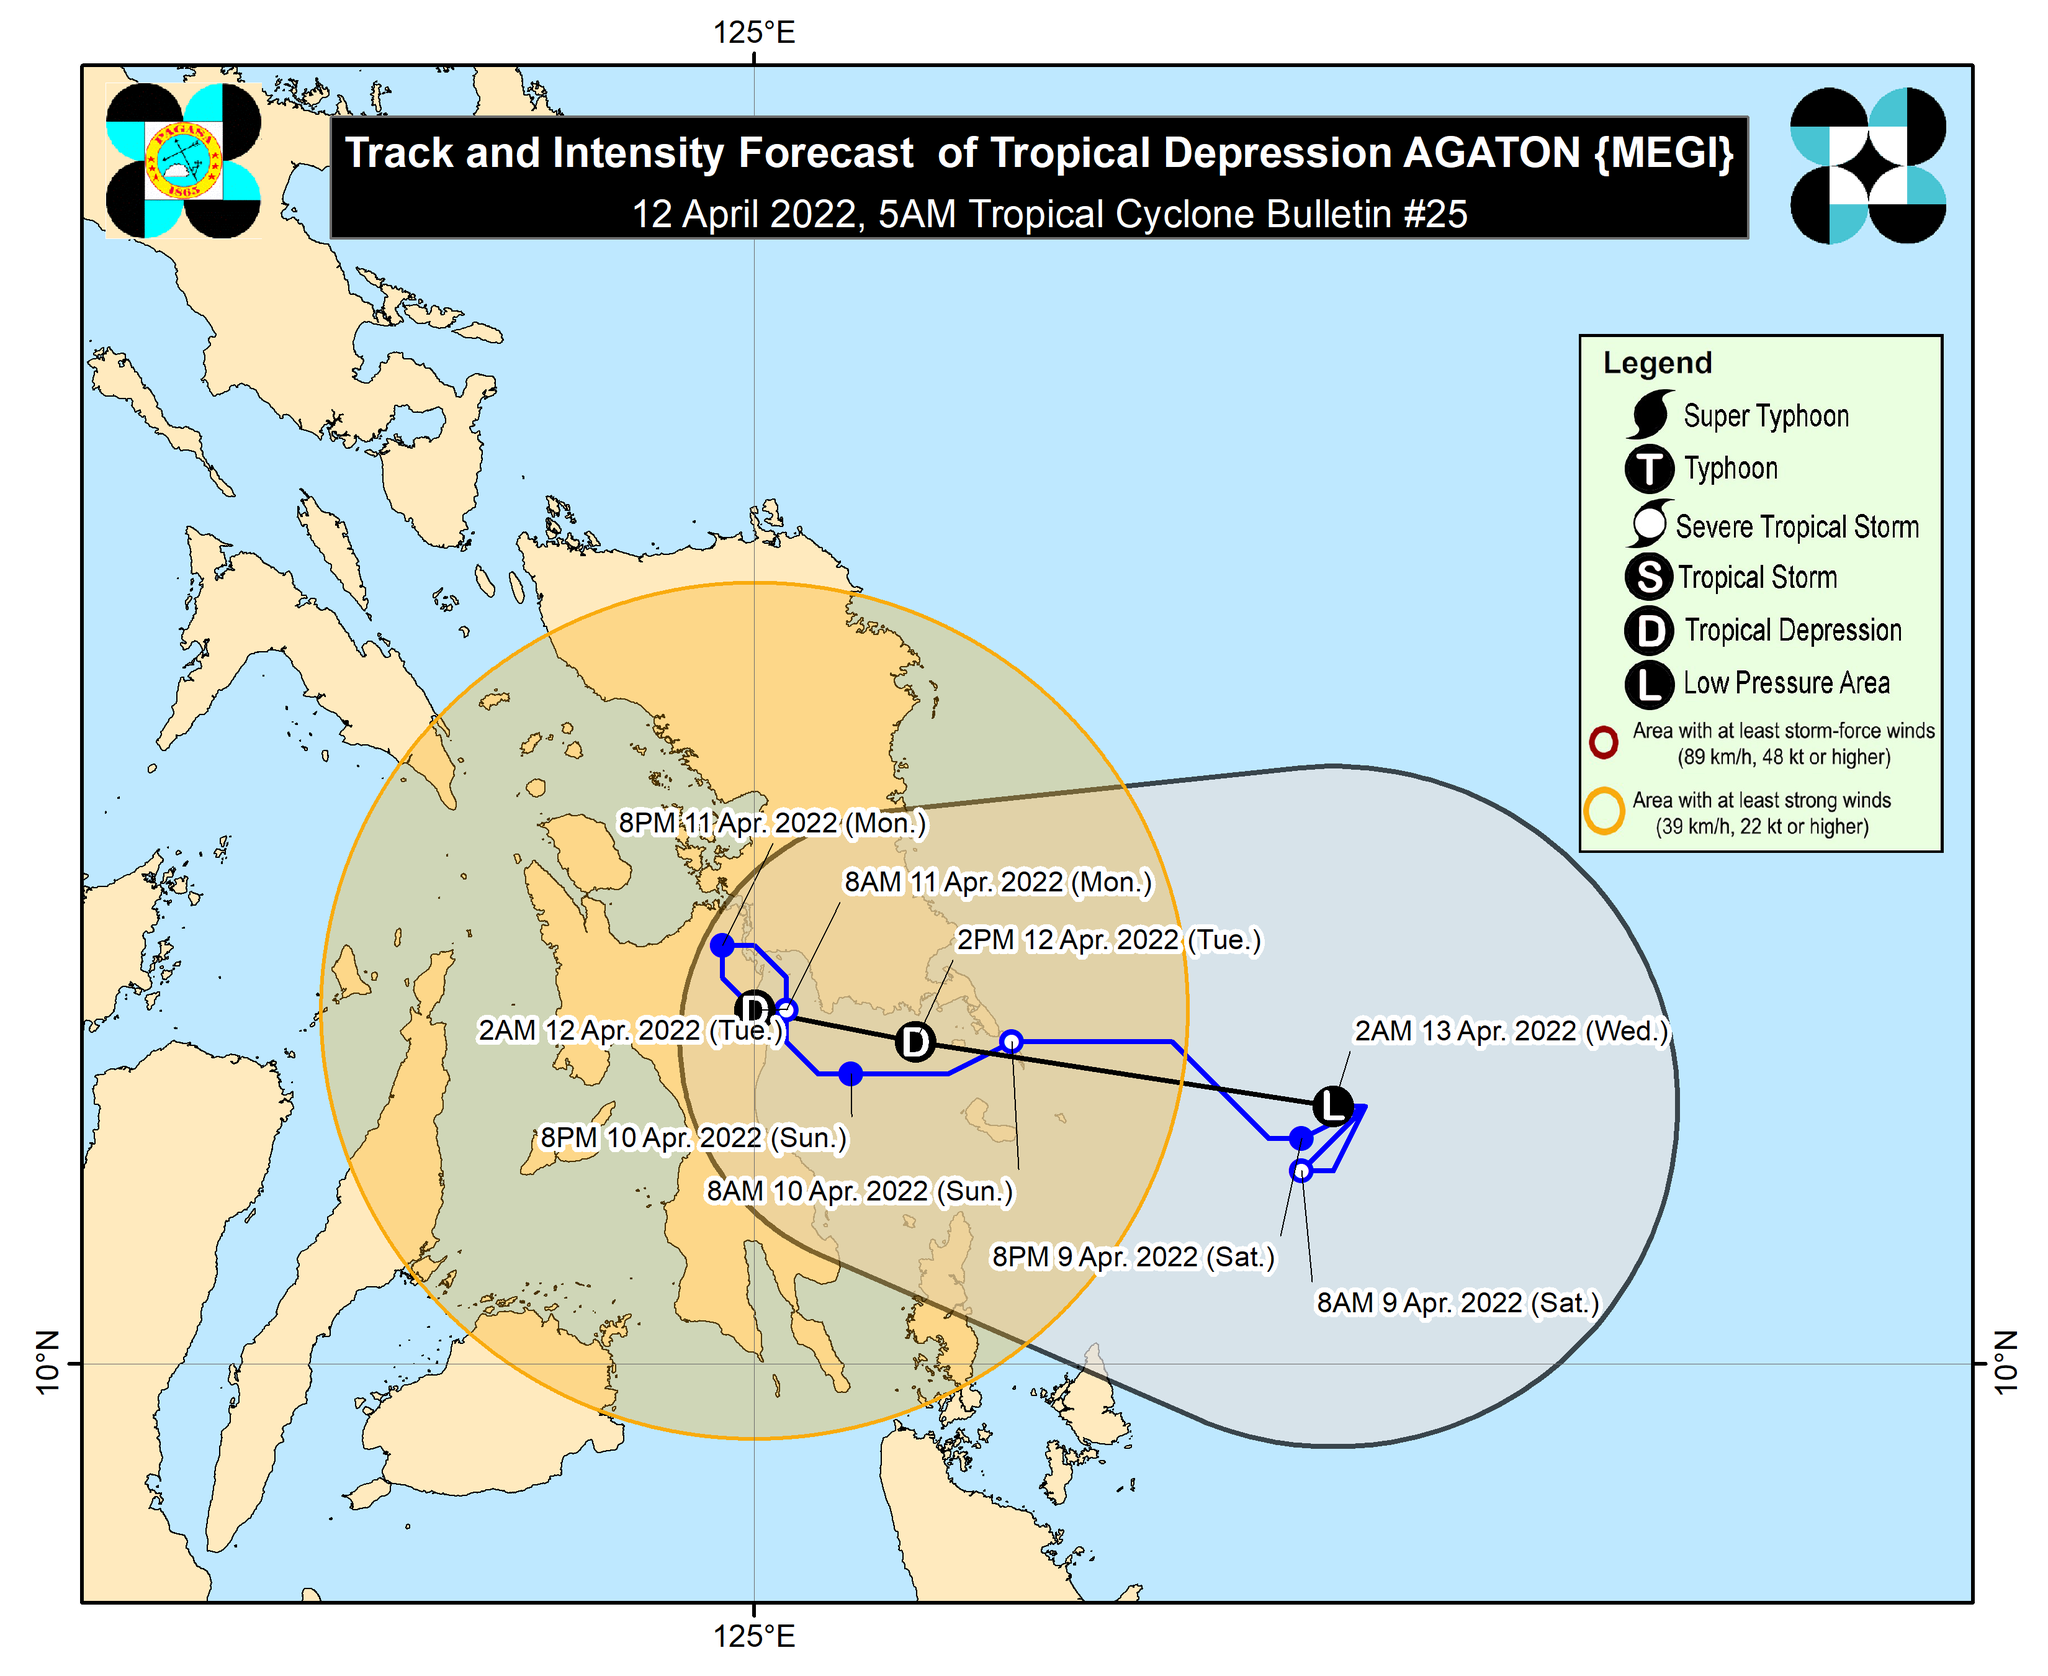 125°E
PAGASA
1865
Track and Intensity Forecast of Tropical Depression AGATON {MEGI}
12 April 2022, 5AM Tropical Cyclone Bulletin #25
Legend
Super Typhoon
T Typhoon
Severe Tropical Storm
S Tropical Storm
D Tropical Depression
L Low Pressure Area
Area with at least storm-force winds
(89 km/h, 48 kt or higher)
Area with at least strong winds
(39 km/h, 22 kt or higher)
8PM 11 Apr. 2022 (Mon.)
8AM 11 Apr. 2022 (Mon.)
2PM 12 Apr. 2022 (Tue.)
D
2AM 12 Apr. 2022 (Tue.)
D
2AM 13 Apr. 2022 (Wed.)
L
8PM 10 Apr. 2022 (Sun.)
8AM 10 Apr. 2022 (Sun.)
8PM 9 Apr. 2022 (Sat.)
8AM 9 Apr. 2022 (Sat.)
10°N
10°N
125°E